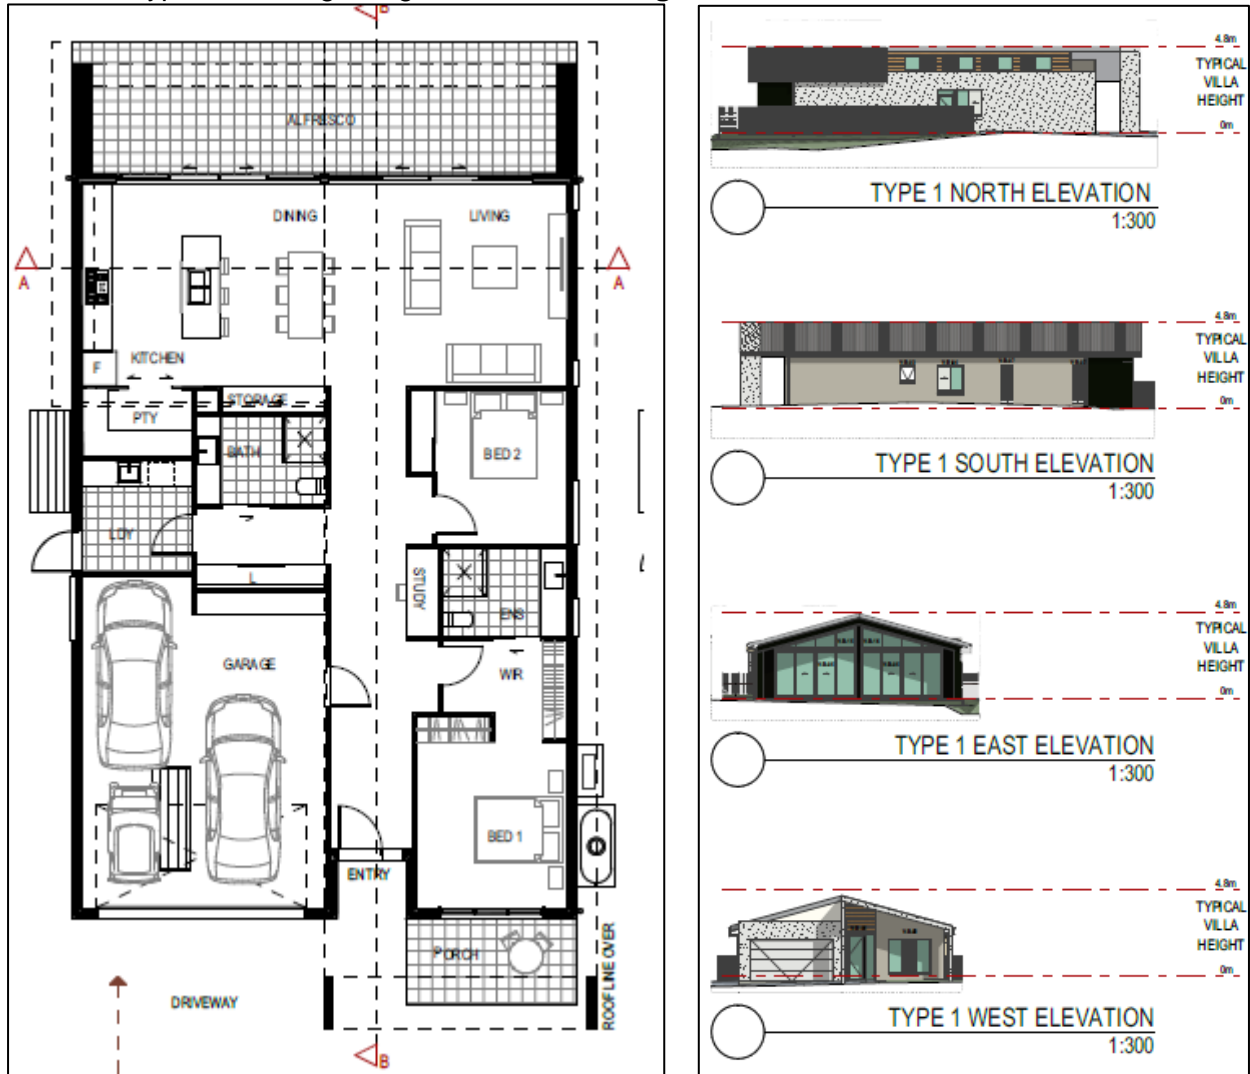 B
ALFRESCO
DINING
LIVING
A
A
KITCHEN
F
STORAGE
PTY
BATH
BED 2
LDY
L
STUDY
ENS
GARAGE
WIR
BED 1
ENTRY
PORCH
ROOF LINE OVER
DRIVEWAY
B
4.8m
TYPICAL
VILLA
HEIGHT
0m
TYPE 1 NORTH ELEVATION
1:300
4.8m
TYPICAL
VILLA
HEIGHT
0m
TYPE 1 SOUTH ELEVATION
1:300
4.8m
TYPICAL
VILLA
HEIGHT
0m
TYPE 1 EAST ELEVATION
1:300
4.8m
TYPICAL
VILLA
HEIGHT
0m
TYPE 1 WEST ELEVATION
1:300